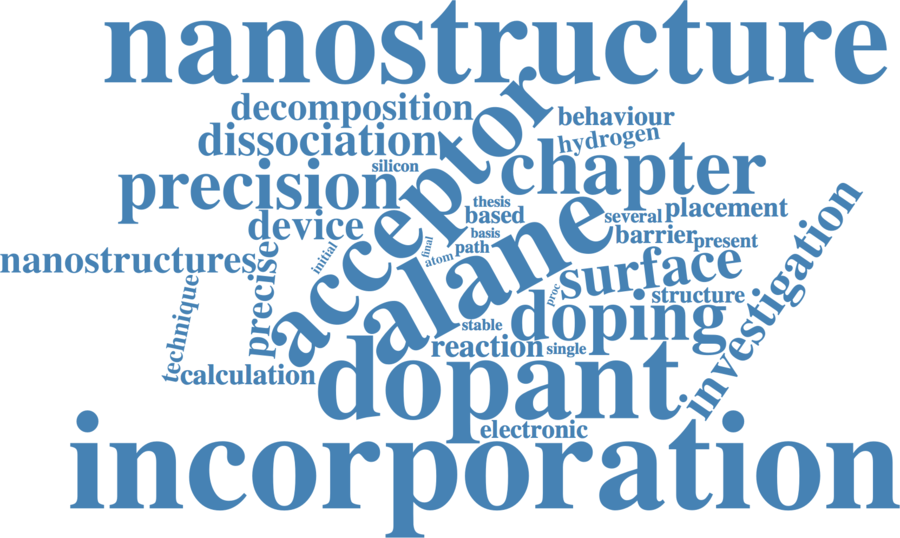 nanostructure
decomposition
behaviour
dissociation
hydrogen
acceptor
silicon
chapter
precision
thesis
based
several
placement
device
basis
barrier
present
initial
final
path
atom
alane
nanostructures
precise
surface
investigation
technique
proc
structure
stable
doping
reaction
single
calculation
dopant
electronic
incorporation